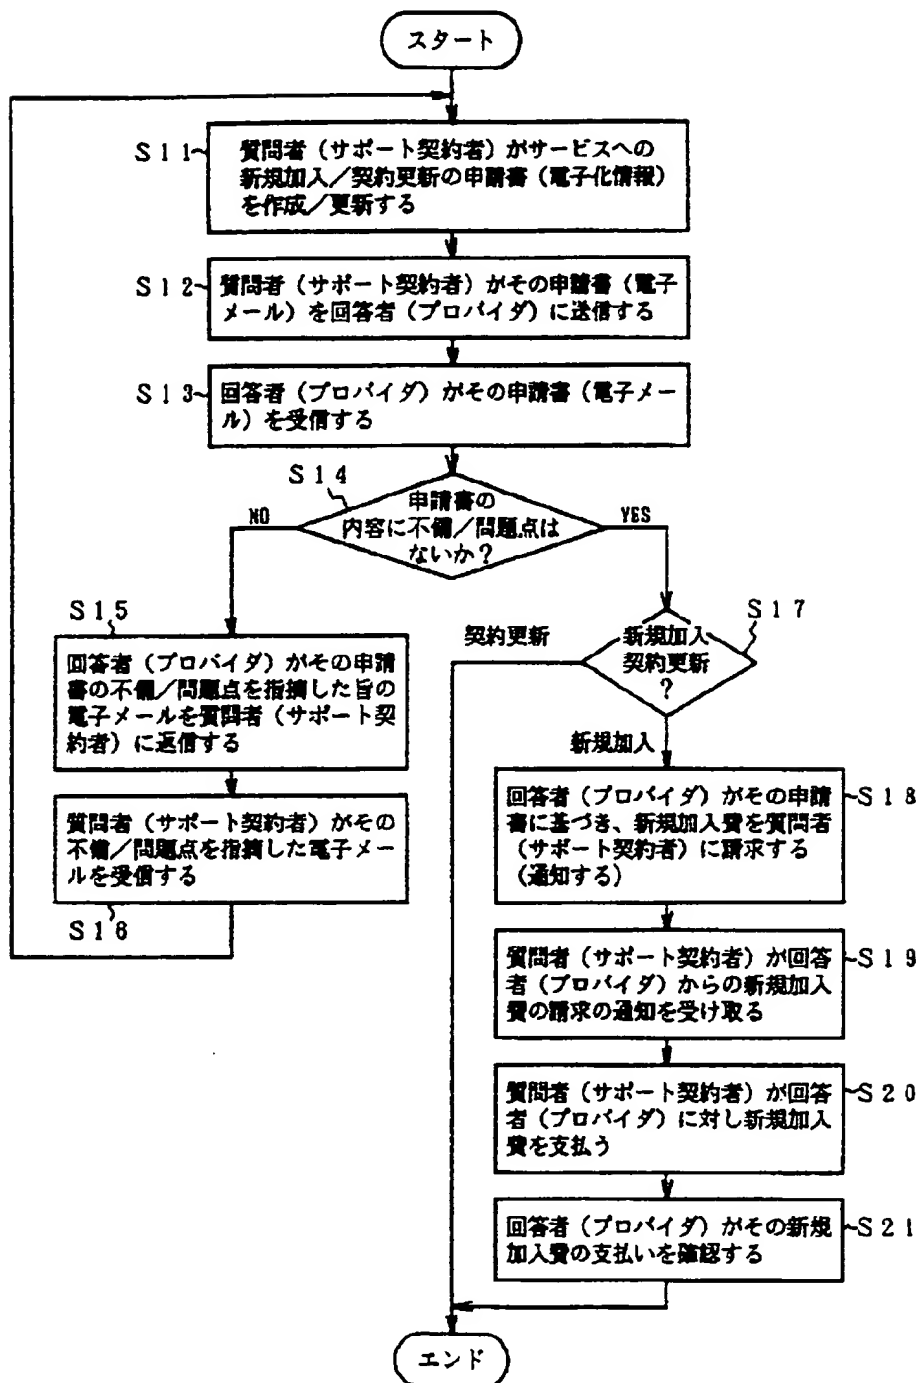 スタート
S11
質問者（サポート契約者）がサービスへの
新規加入／契約更新の申請書（電子化情報）
を作成／更新する
S12
質問者（サポート契約者）がその申請書（電子
メール）を回答者（プロバイダ）に送信する
S13
回答者（プロバイダ）がその申請書（電子メー
ル）を受信する
S14
申請書の
内容に不備／問題点は
ないか？
NO
YES
S15
回答者（プロバイダ）がその申請
書の不備／問題点を指摘した旨の
電子メールを質問者（サポート契
約者）に返信する
質問者（サポート契約者）がその
不備／問題点を指摘した電子メー
ルを受信する
S16
S17
新規加入
契約更新
？
契約更新
新規加入
回答者（プロバイダ）がその申請
書に基づき、新規加入費を質問者
（サポート契約者）に請求する
（通知する）
S18
質問者（サポート契約者）が回答
者（プロバイダ）からの新規加入
費の請求の通知を受け取る
S19
質問者（サポート契約者）が回答
者（プロバイダ）に対し新規加入
費を支払う
S20
回答者（プロバイダ）がその新規
加入費の支払いを確認する
S21
エンド